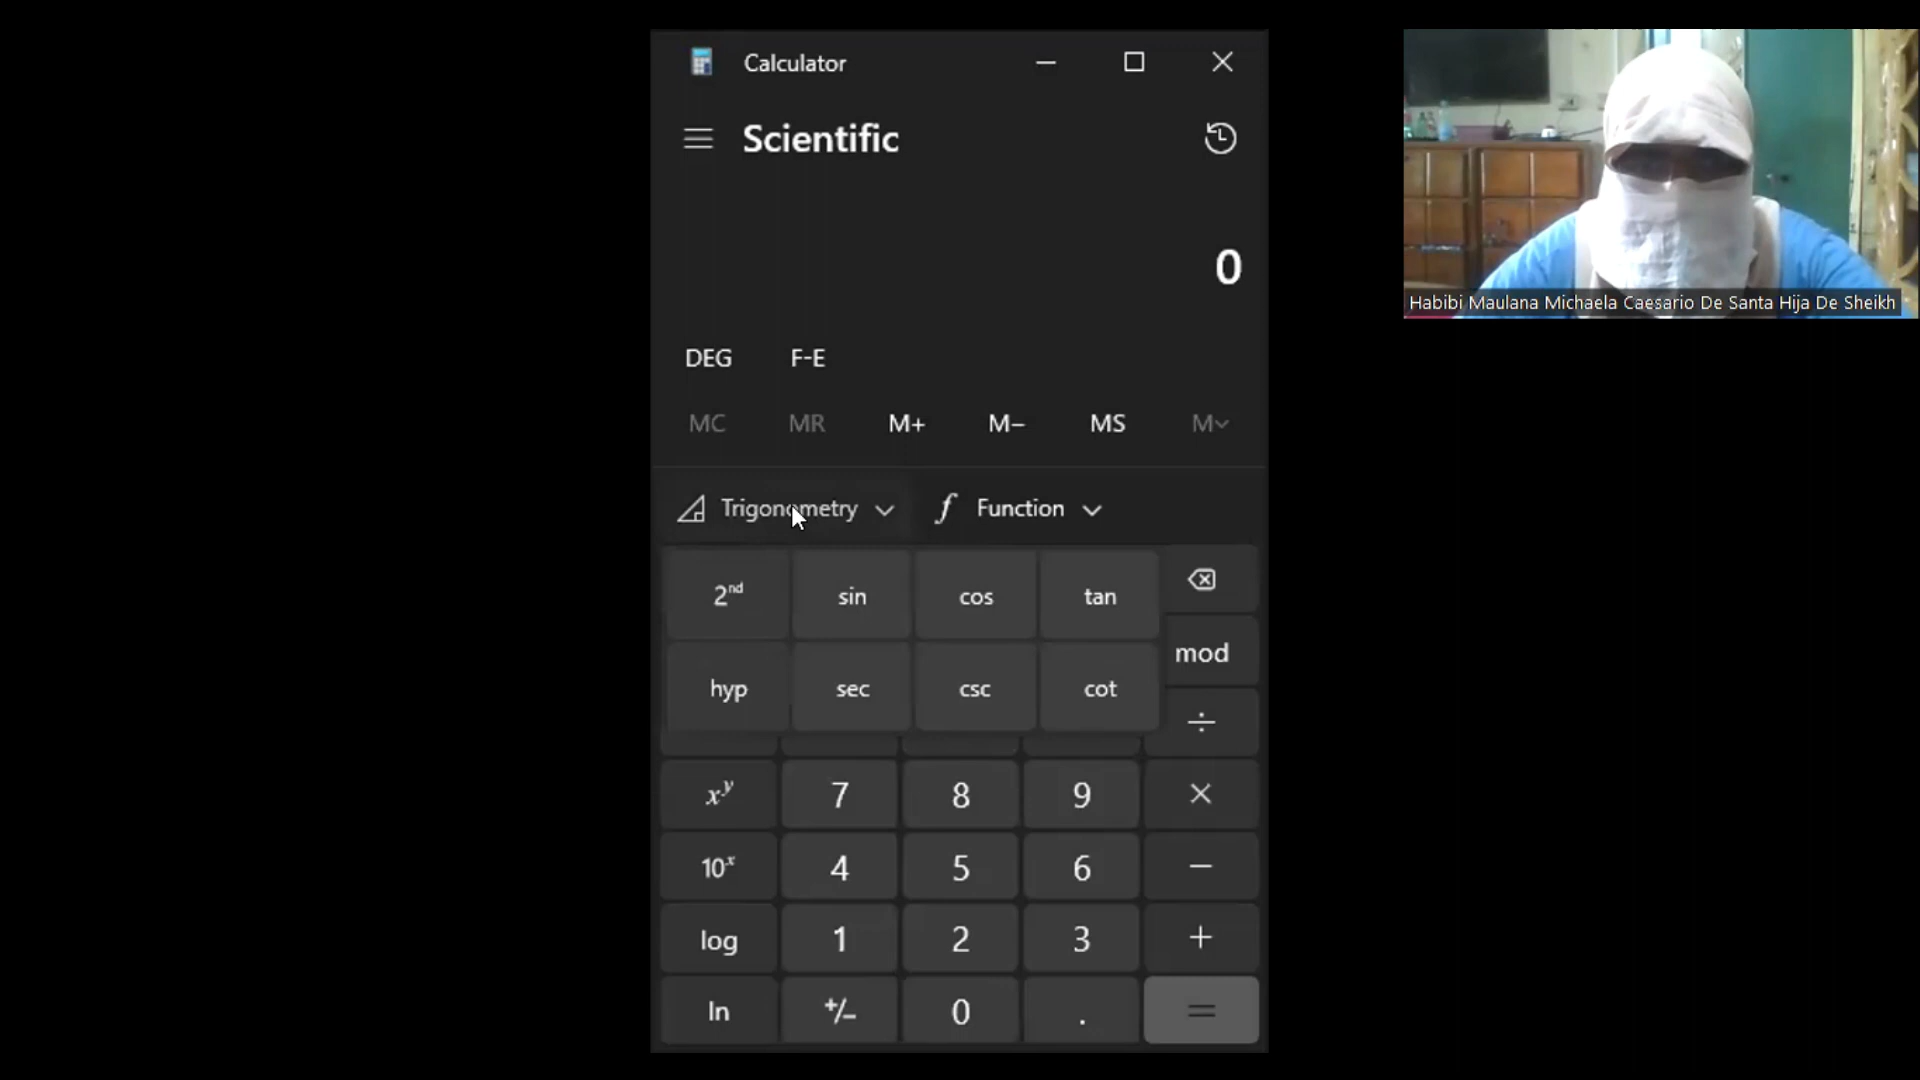 Calculator
Scientific
0
DEG F-E
MC MR M+ M− MS M
Trigonometry Function
2nd sin cos tan
hyp sec csc cot
mod
÷
xʸ 7 8 9 ×
10ˣ 4 5 6 −
log 1 2 3 +
ln +/− 0 . =
Habibi Maulana Michaela Caesario De Santa Hija De Sheikh